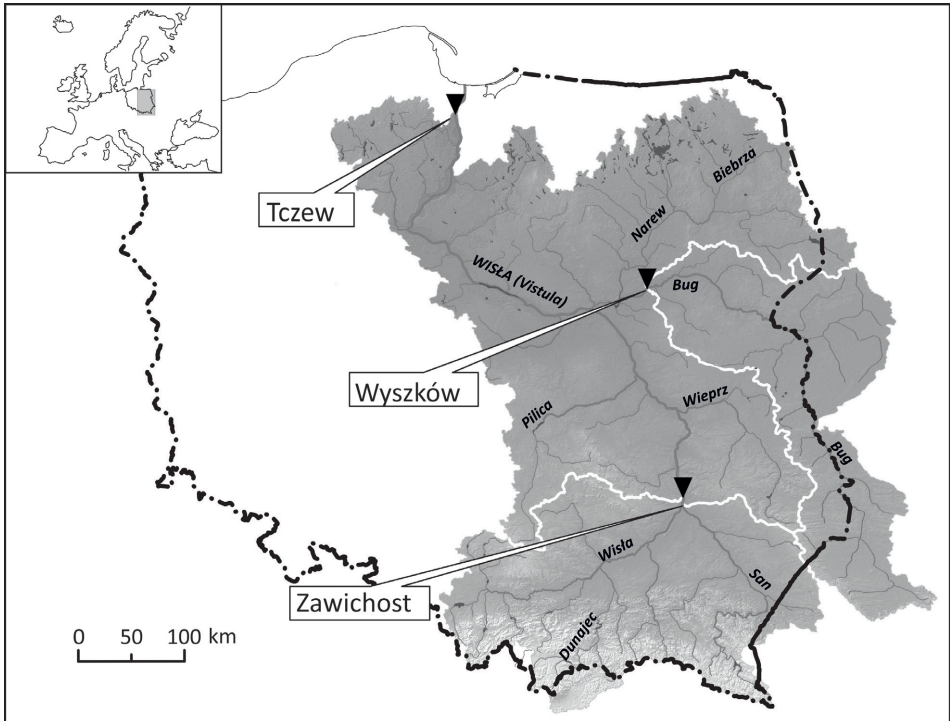 Tczew
Biebrza
Narew
WISŁA (Vistula)
Bug
Wyszków
Wieprz
Pilica
Bug
Wisła
San
Zawichost
Dunajec
0 50 100 km